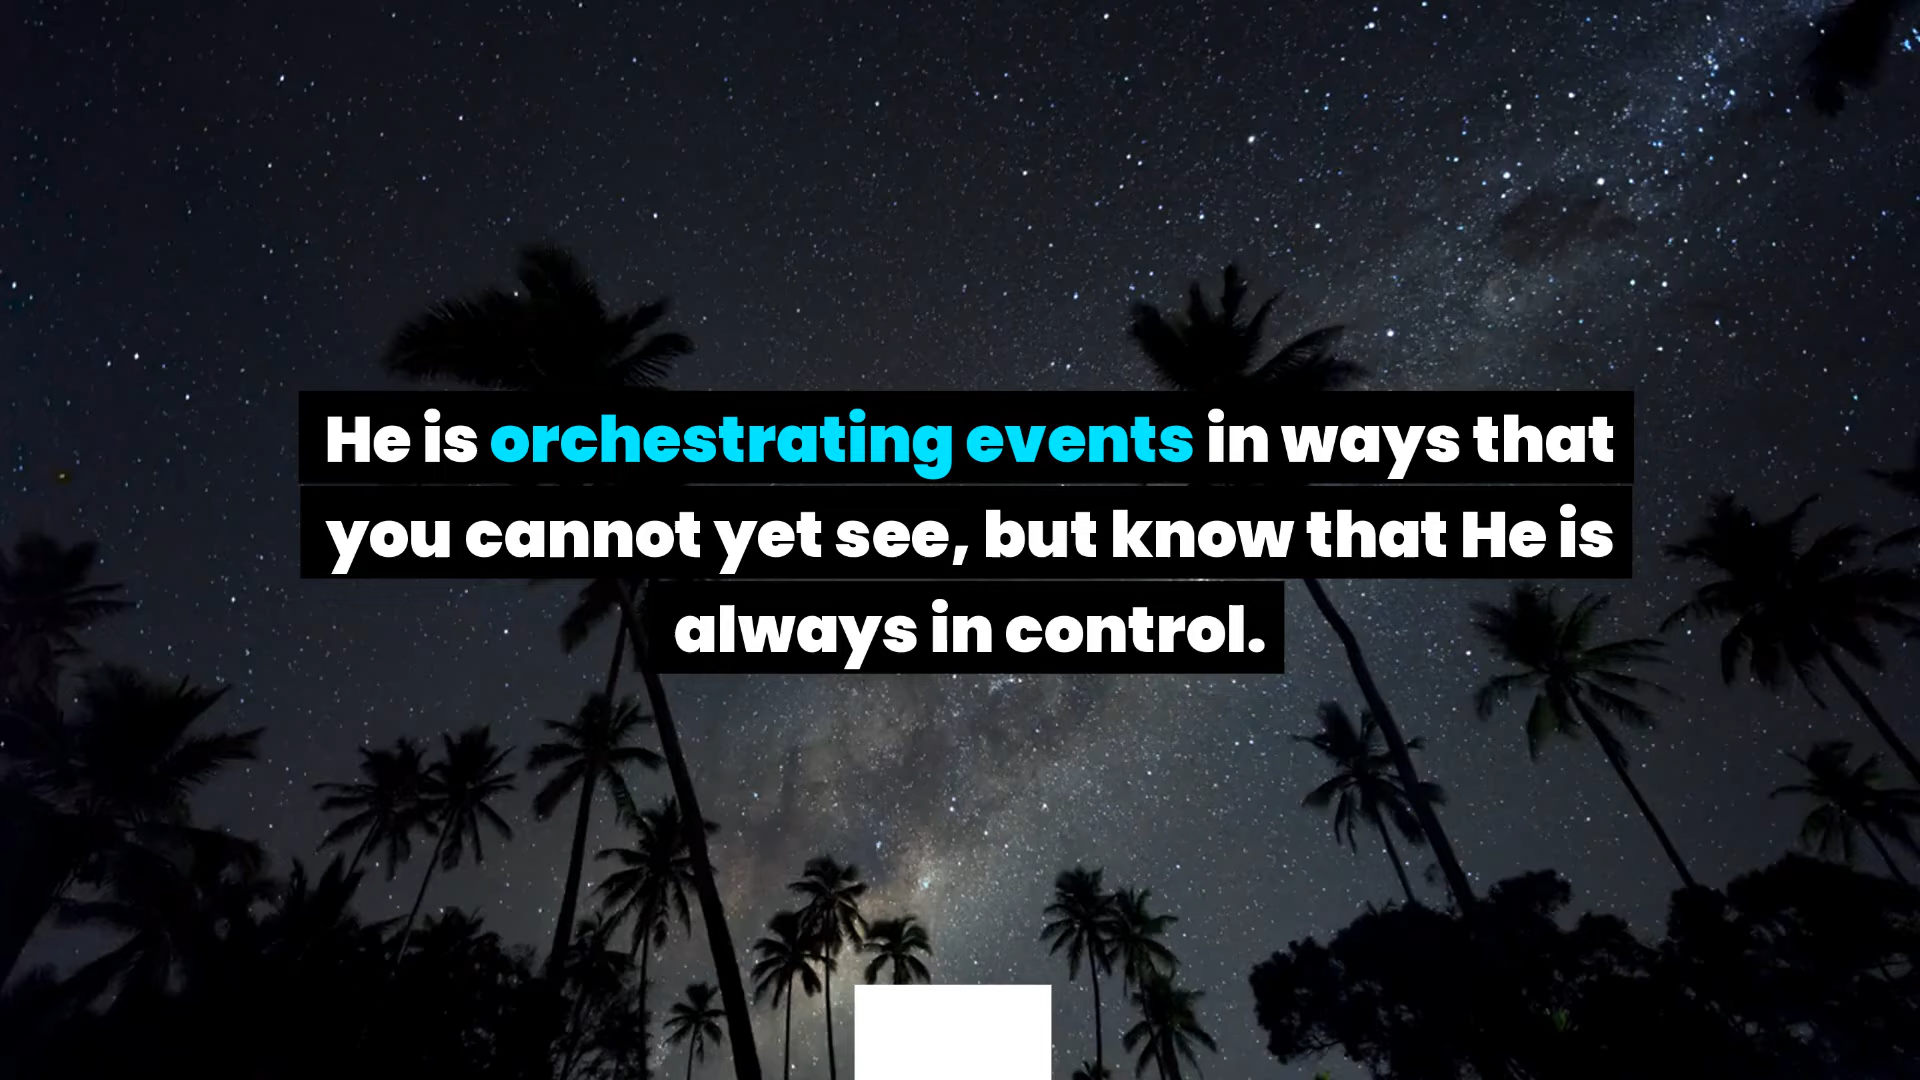 He is orchestrating events in ways that
you cannot yet see, but know that He is
always in control.